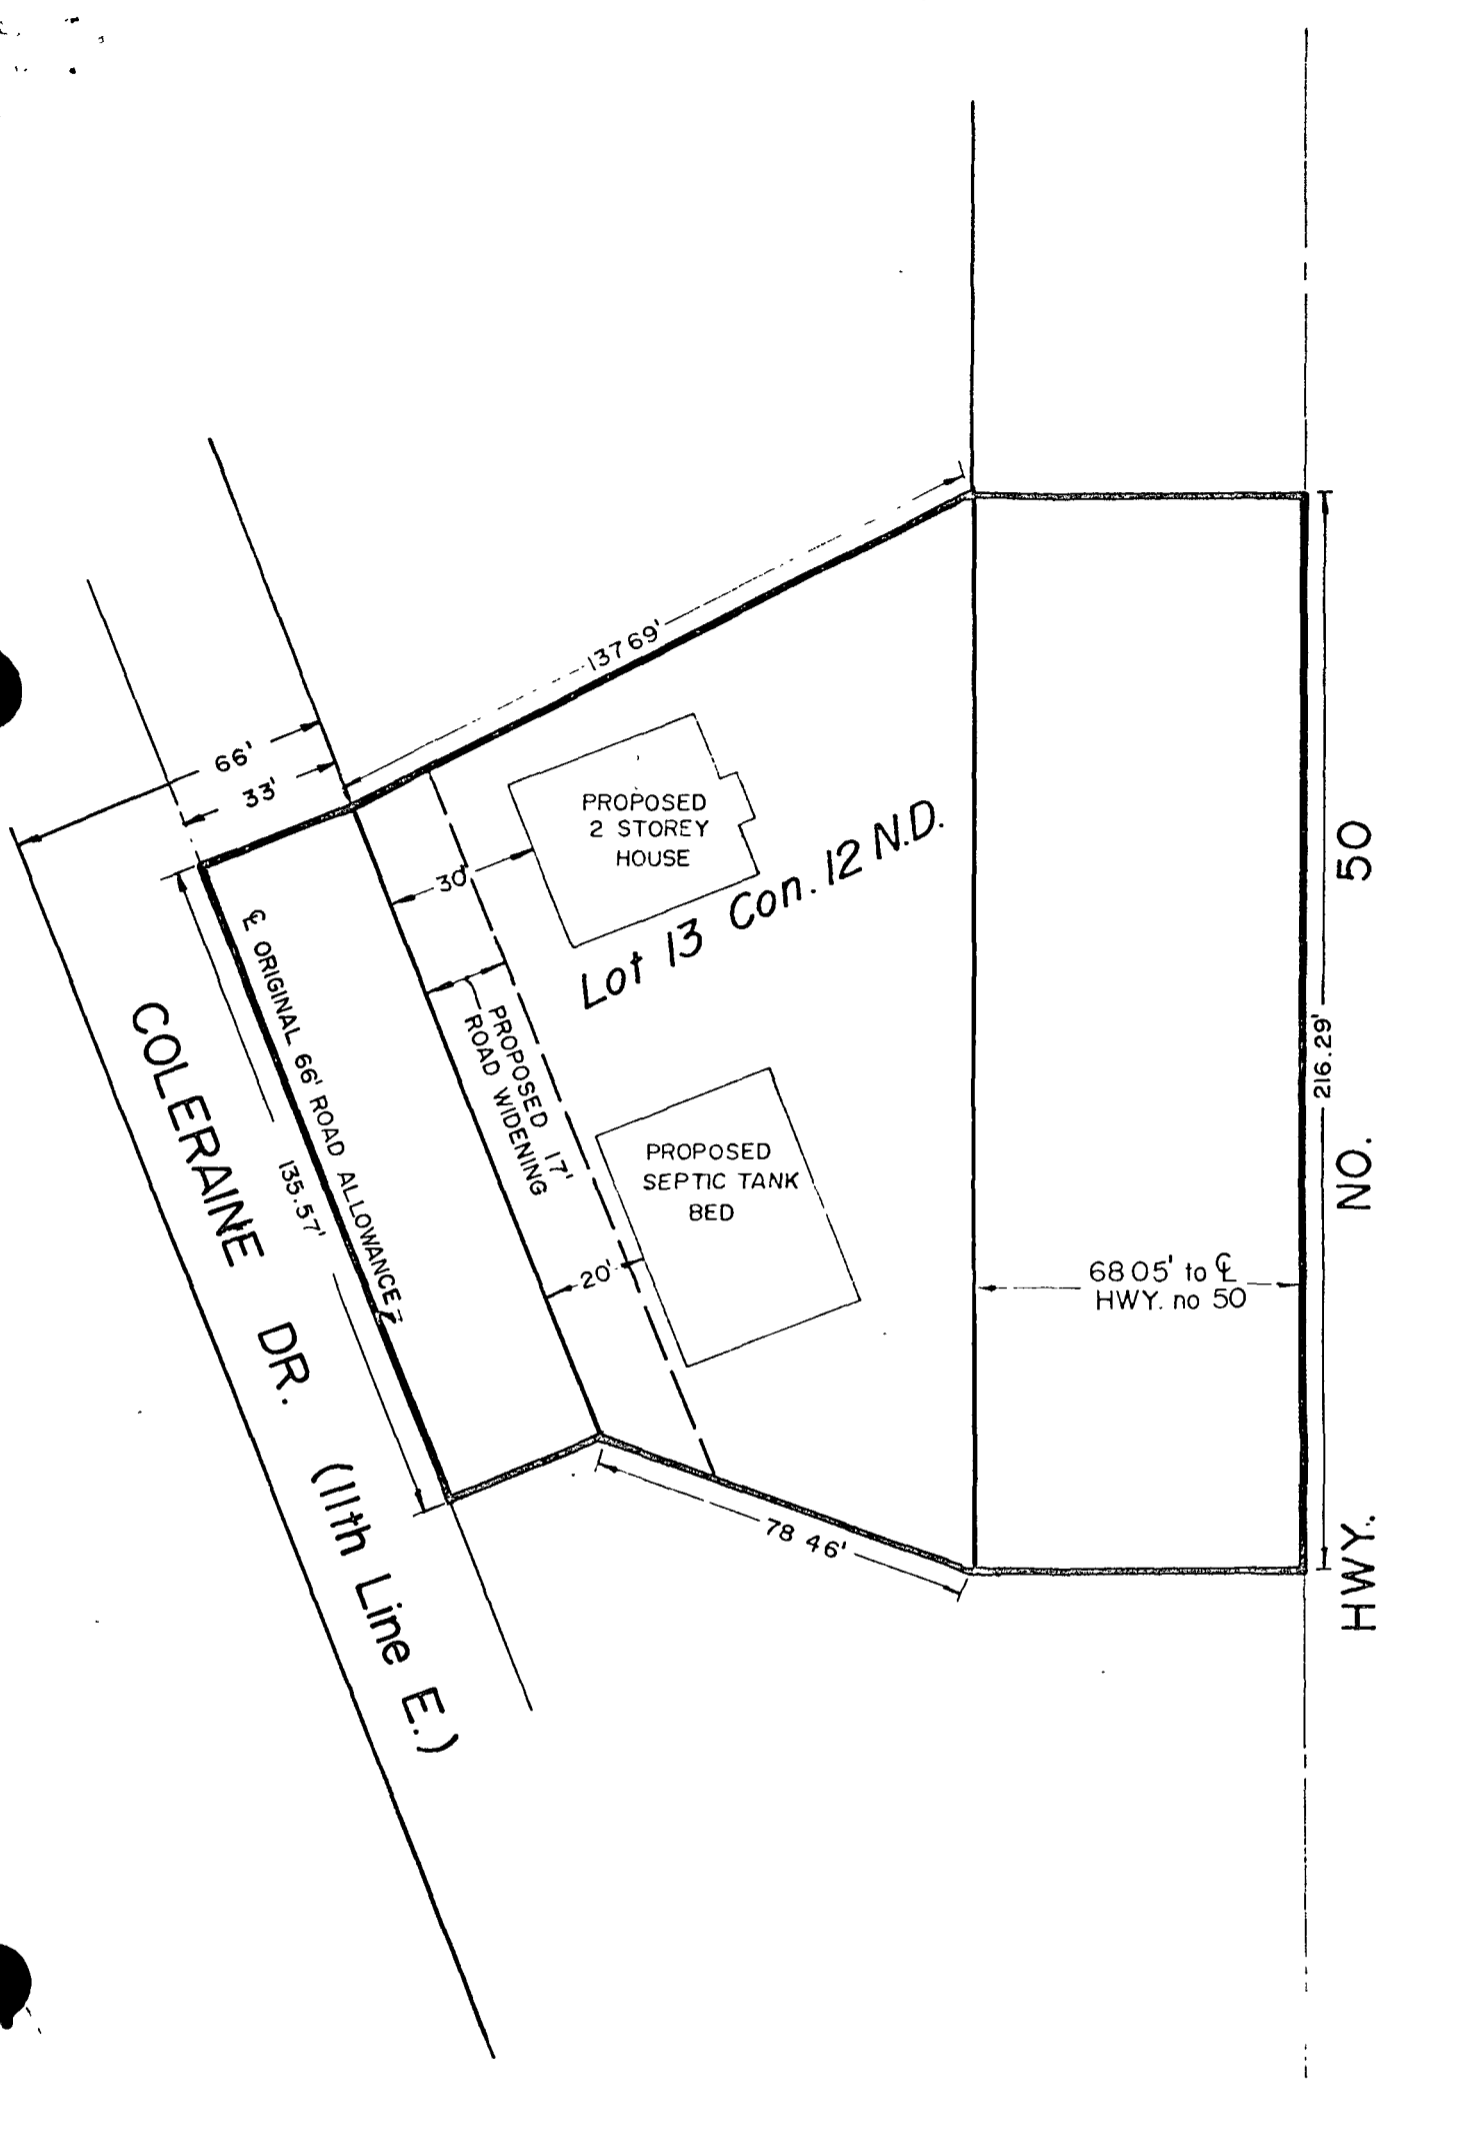 137 69'
66'
33'
PROPOSED
2 STOREY
HOUSE
30'
Lot 13 Con. 12 N.D.
℄ ORIGINAL 66' ROAD ALLOWANCE
135.57'
PROPOSED 17'
ROAD WIDENING
COLERAINE DR. (11th Line E.)
PROPOSED
SEPTIC TANK
BED
20'
78 46'
68 05' to ℄
HWY. no 50
216.29'
HWY. NO. 50